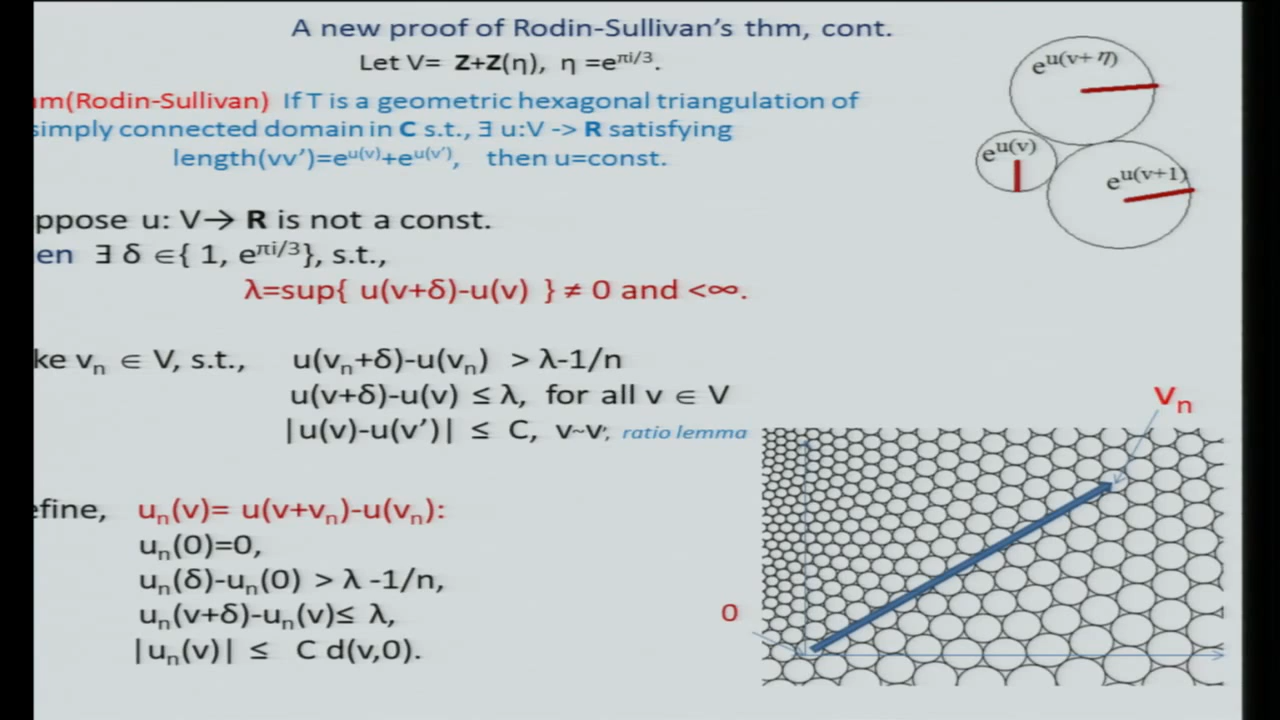 A new proof of Rodin-Sullivan's thm, cont.
Let V= Z+Z(η), η =e^{πi/3}.
m(Rodin-Sullivan) If T is a geometric hexagonal triangulation of
simply connected domain in C s.t., ∃ u:V -> R satisfying
length(vv')=e^{u(v)}+e^{u(v')}, then u=const.
ppose u: V→ R is not a const.
en ∃ δ ∈{ 1, e^{πi/3}}, s.t.,
λ=sup{ u(v+δ)-u(v) } ≠ 0 and <∞.
ke v_n ∈ V, s.t., u(v_n+δ)-u(v_n) > λ-1/n
u(v+δ)-u(v) ≤ λ, for all v ∈ V
|u(v)-u(v')| ≤ C, v~v', ratio lemma
efine, u_n(v)= u(v+v_n)-u(v_n):
u_n(0)=0,
u_n(δ)-u_n(0) > λ -1/n,
u_n(v+δ)-u_n(v)≤ λ,
|u_n(v)| ≤ C d(v,0).
e^{u(v+η)}
e^{u(v)}
e^{u(v+1)}
v_n
0